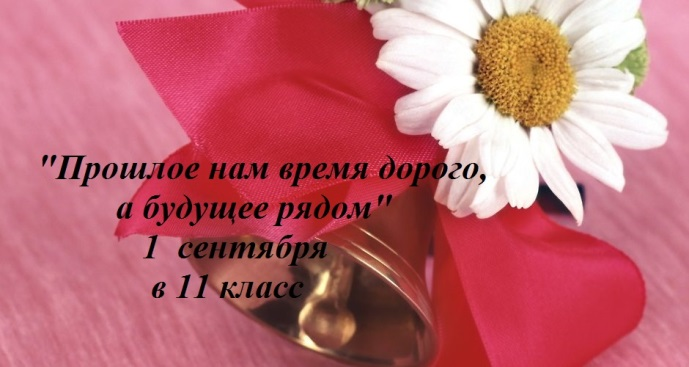 "Прошлое нам время дорого,
а будущее рядом"
1 сентября
в 11 класс